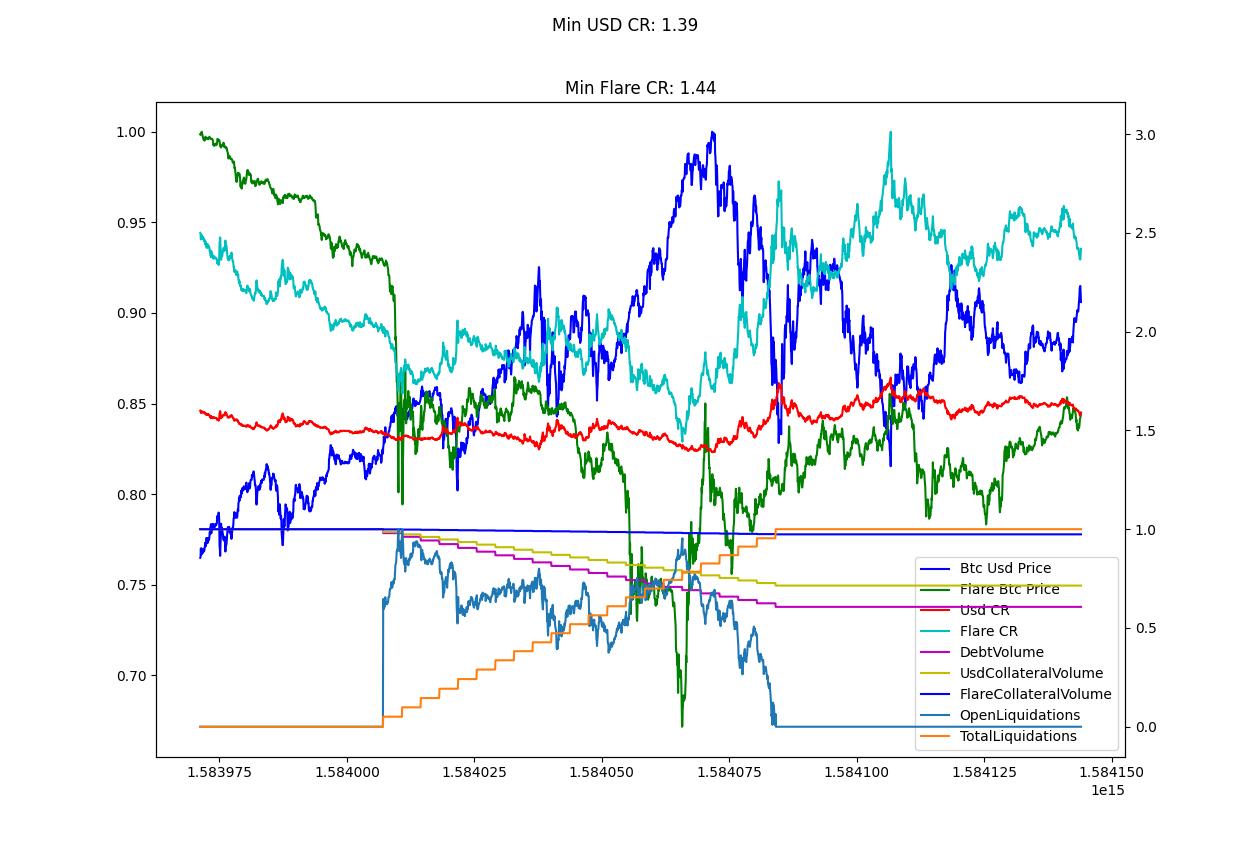 Min USD CR: 1.39
Min Flare CR: 1.44
1.00
0.95
0.90
0.85
0.80
0.75
0.70
3.0
2.5
2.0
1.5
1.0
0.5
0.0
Btc Usd Price
Flare Btc Price
Usd CR
Flare CR
DebtVolume
UsdCollateralVolume
FlareCollateralVolume
OpenLiquidations
TotalLiquidations
1.583975 1.584000 1.584025 1.584050 1.584075 1.584100 1.584125 1.584150
1e15